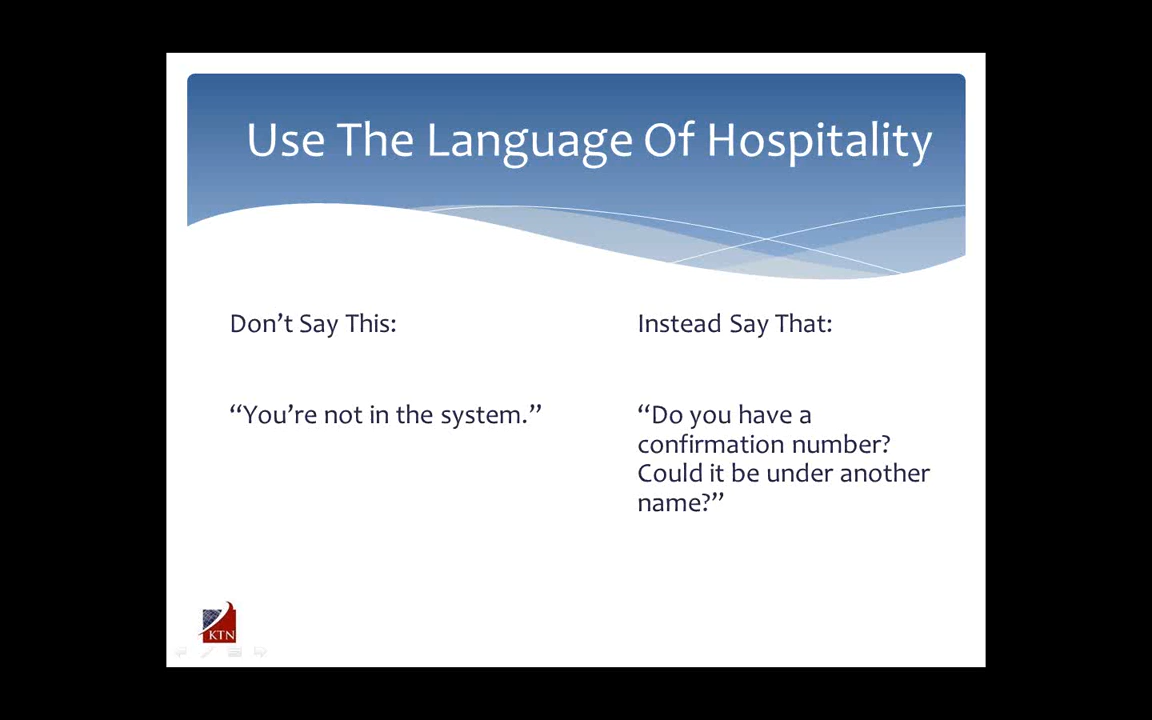 Use The Language Of Hospitality
Don’t Say This:
“You’re not in the system.”
Instead Say That:
“Do you have a
confirmation number?
Could it be under another
name?”
KTN